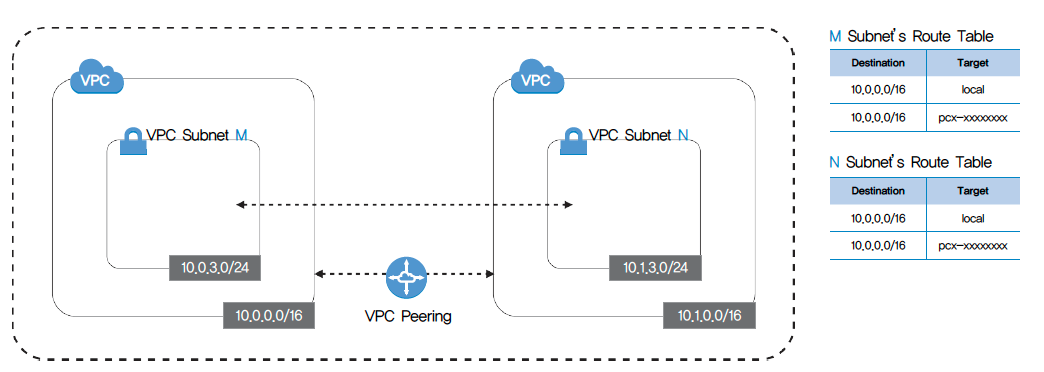 M Subnet's Route Table
Destination Target
10.0.0.0/16 local
10.0.0.0/16 pcx-xxxxxxxx
N Subnet's Route Table
Destination Target
10.0.0.0/16 local
10.0.0.0/16 pcx-xxxxxxxx
VPC
VPC Subnet M
10.0.3.0/24
10.0.0.0/16
VPC Peering
VPC
VPC Subnet N
10.1.3.0/24
10.1.0.0/16